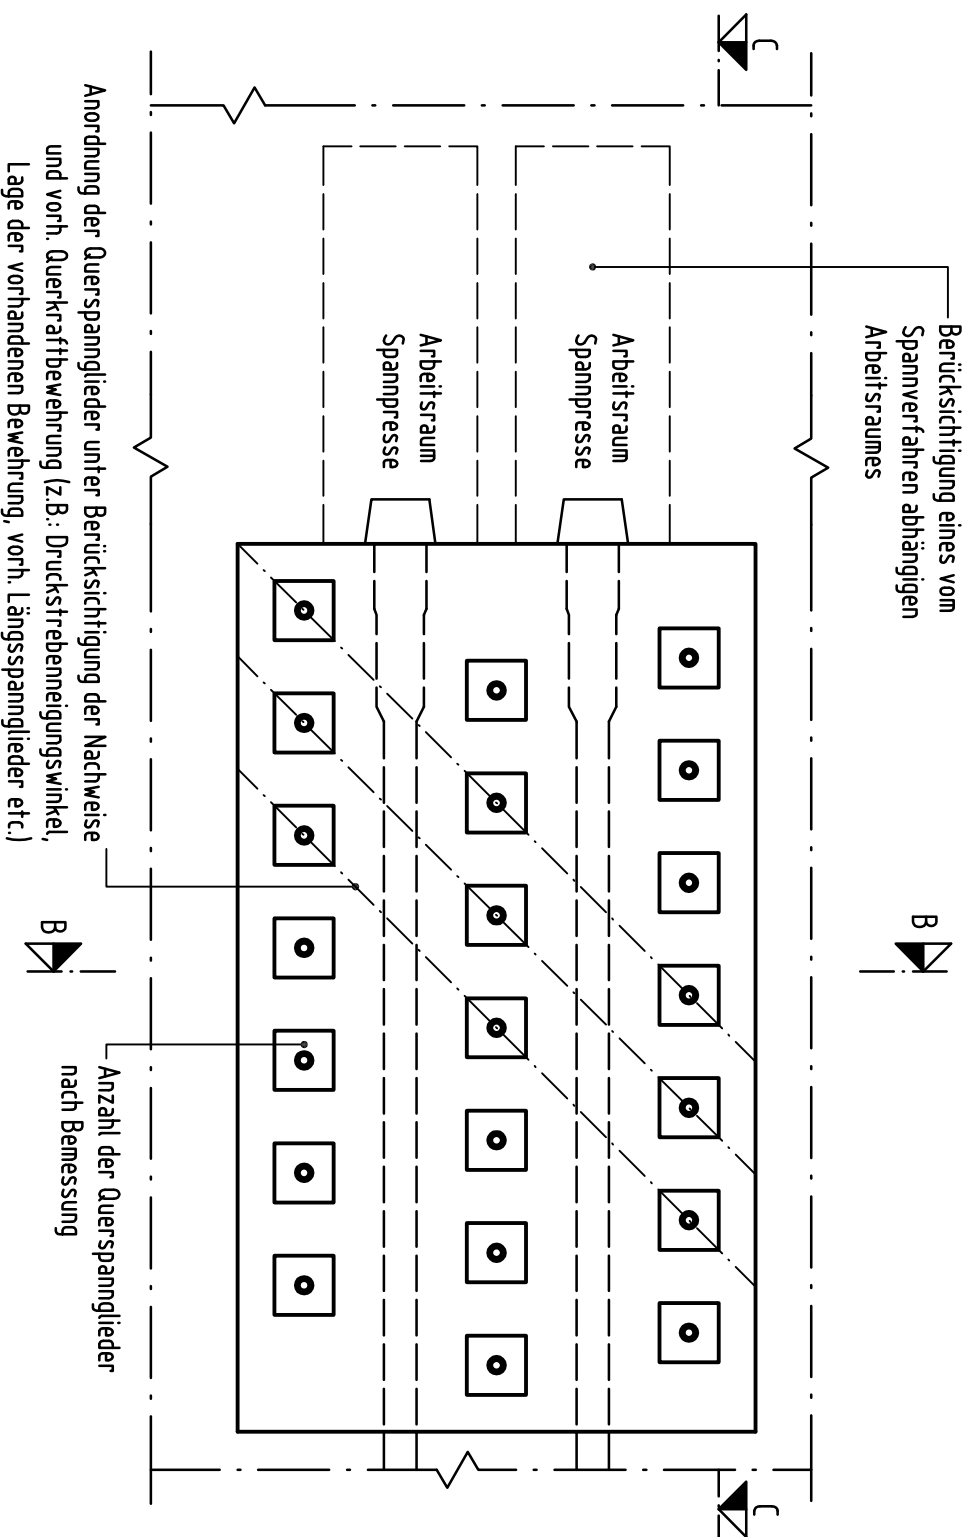 C
Berücksichtigung eines vom
Spannverfahren abhängigen
Arbeitsraumes
Arbeitsraum
Spannpresse
Arbeitsraum
Spannpresse
B
B
Anordnung der Querspannglieder unter Berücksichtigung der Nachweise
und vorh. Querkraftbewehrung (z.B.: Druckstrebenneigungswinkel,
Lage der vorhandenen Bewehrung, vorh. Längsspannglieder etc.)
Anzahl der Querspannglieder
nach Bemessung
C